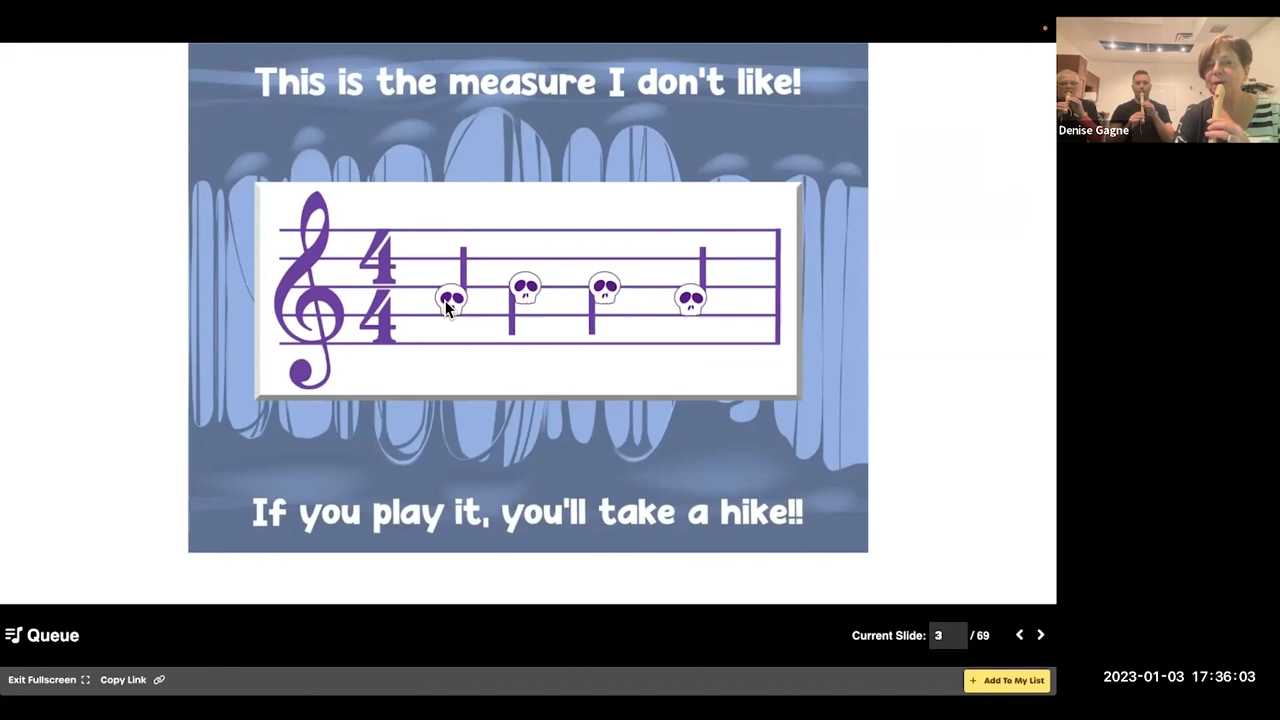 This is the measure I don't like!
Denise Gagne
4
4
If you play it, you'll take a hike!!
Queue
Current Slide: 3 / 69
Exit Fullscreen Copy Link + Add To My List
2023-01-03 17:36:03